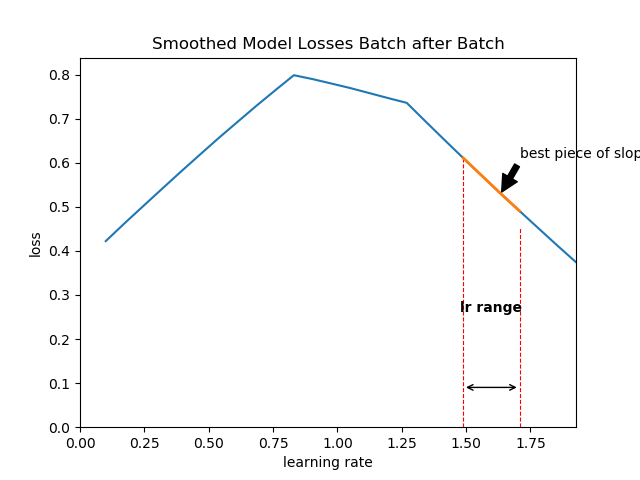 Smoothed Model Losses Batch after Batch
0.8
0.7
0.6
0.5
0.4
0.3
0.2
0.1
0.0
loss
best piece of slop
lr range
0.00 0.25 0.50 0.75 1.00 1.25 1.50 1.75
learning rate